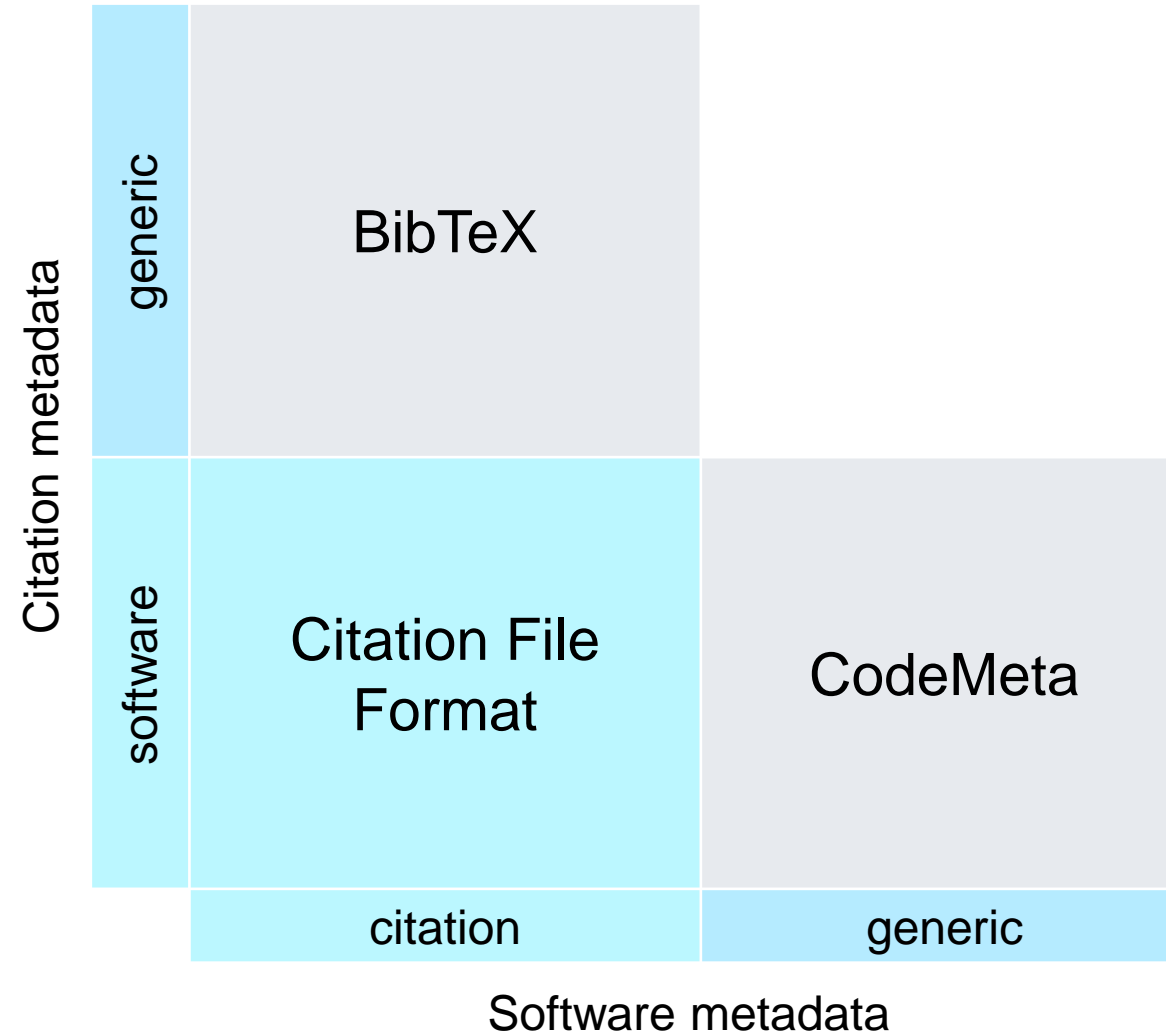 Citation metadata
generic
software
BibTeX
Citation File
Format
CodeMeta
citation
generic
Software metadata